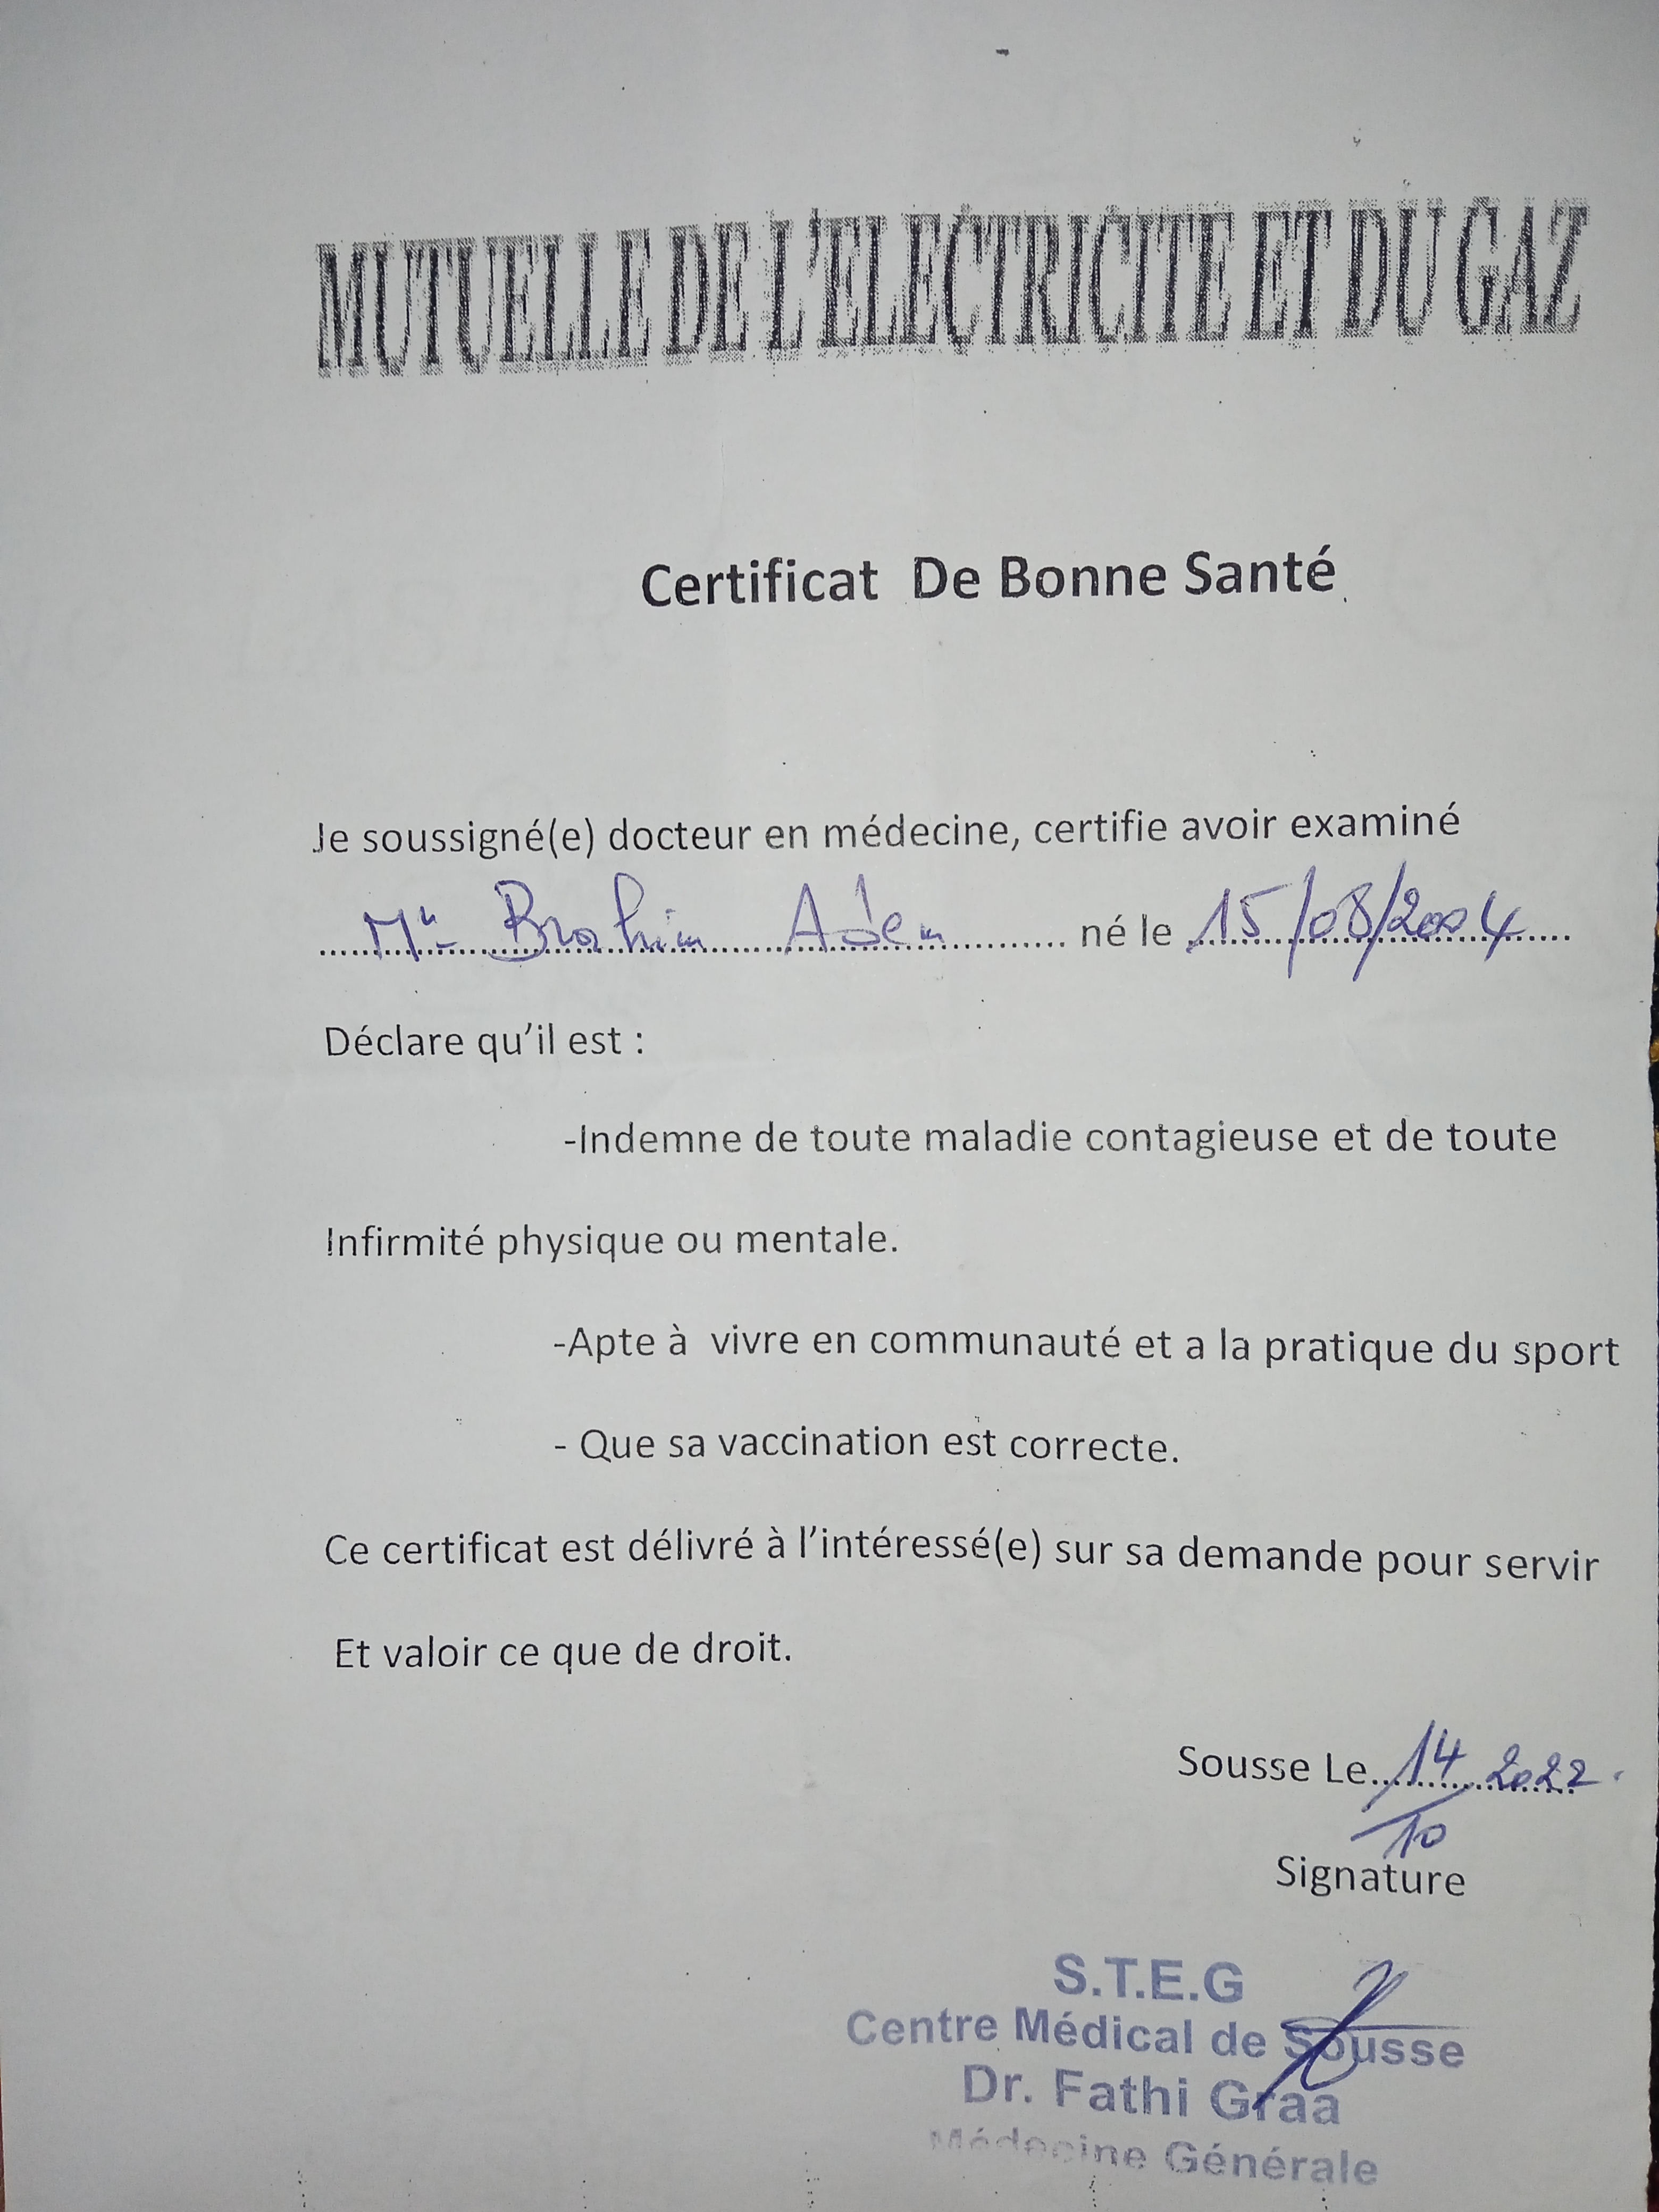 MUTUELLE DE L'ELECTRICITE ET DU GAZ
Certificat De Bonne Santé
Je soussigné(e) docteur en médecine, certifie avoir examiné
Mr Brahim Adem né le 15/08/2004
Déclare qu'il est :
-Indemne de toute maladie contagieuse et de toute
Infirmité physique ou mentale.
-Apte à vivre en communauté et a la pratique du sport
- Que sa vaccination est correcte.
Ce certificat est délivré à l'intéressé(e) sur sa demande pour servir
Et valoir ce que de droit.
Sousse Le 14/10 2022
Signature
S.T.E.G
Centre Médical de Sousse
Dr. Fathi Graa
Médecine Générale